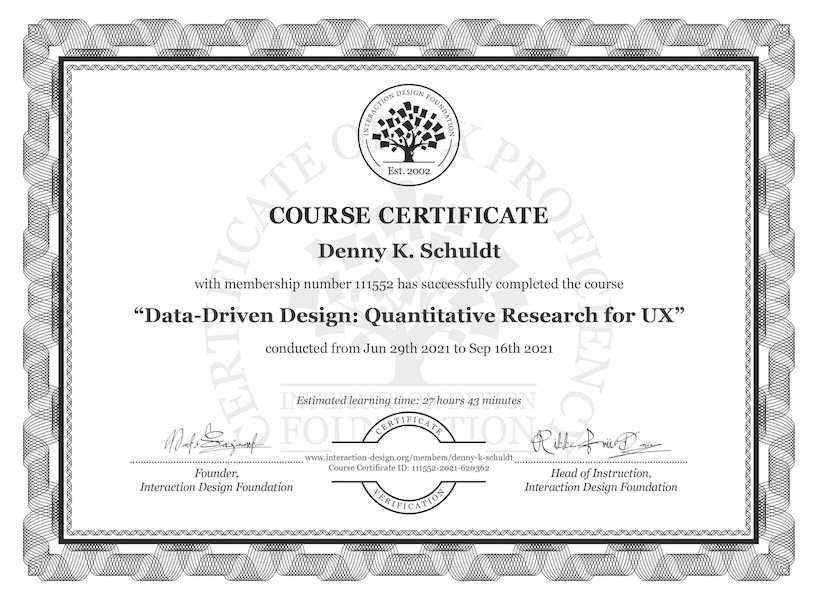 INTERACTION DESIGN FOUNDATION
Est. 2002
CERTIFICATE OF UX PROFICIENCY
COURSE CERTIFICATE
Denny K. Schuldt
with membership number 111552 has successfully completed the course
“Data-Driven Design: Quantitative Research for UX”
conducted from Jun 29th 2021 to Sep 16th 2021
Estimated learning time: 27 hours 43 minutes
INTERACTION DESIGN
FOUNDATION
CERTIFICATE
www.interaction-design.org/members/denny-k-schuldt
Course Certificate ID: 111552-2021-620362
VERIFICATION
Founder,
Interaction Design Foundation
Head of Instruction,
Interaction Design Foundation